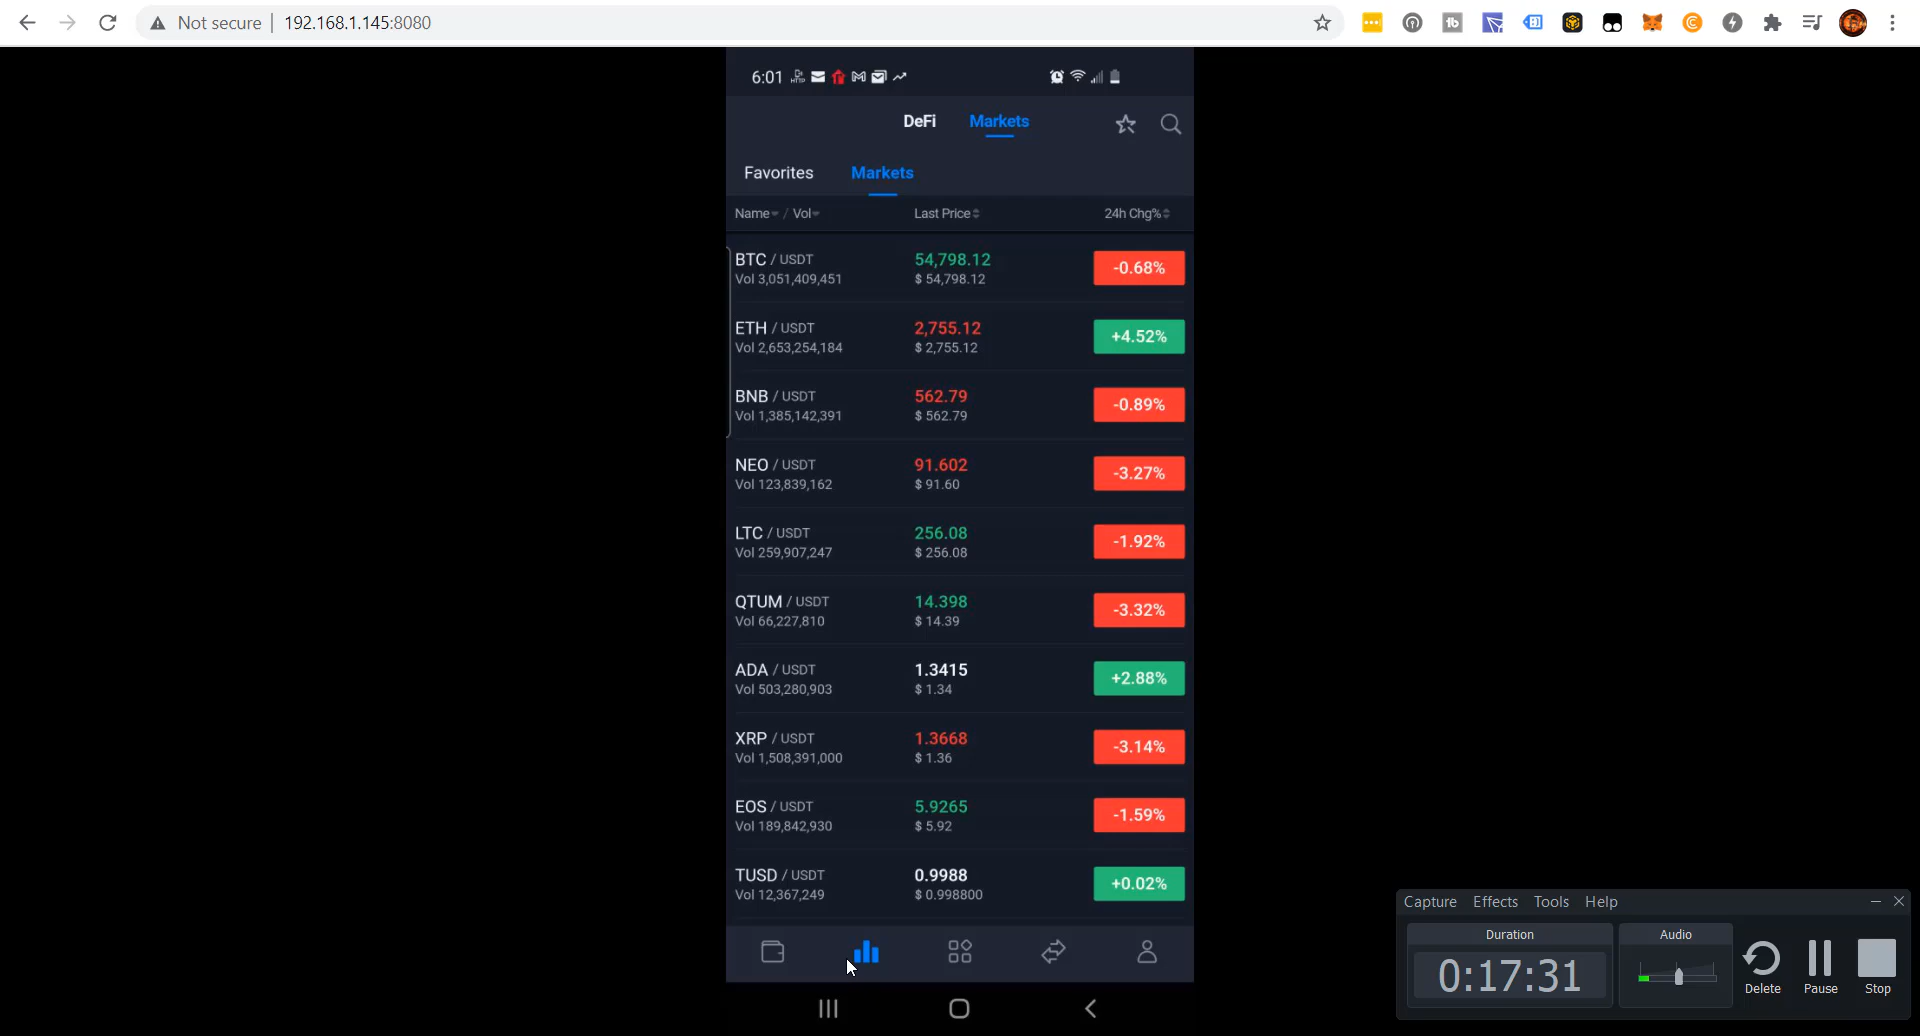 Not secure | 192.168.1.145:8080
6:01
DeFi Markets
Favorites Markets
Name / Vol Last Price 24h Chg%
BTC / USDT 54,798.12 -0.68%
Vol 3,051,409,451 $ 54,798.12
ETH / USDT 2,755.12 +4.52%
Vol 2,653,254,184 $ 2,755.12
BNB / USDT 562.79 -0.89%
Vol 1,385,142,391 $ 562.79
NEO / USDT 91.602 -3.27%
Vol 123,839,162 $ 91.60
LTC / USDT 256.08 -1.92%
Vol 259,907,247 $ 256.08
QTUM / USDT 14.398 -3.32%
Vol 66,227,810 $ 14.39
ADA / USDT 1.3415 +2.88%
Vol 503,280,903 $ 1.34
XRP / USDT 1.3668 -3.14%
Vol 1,508,391,000 $ 1.36
EOS / USDT 5.9265 -1.59%
Vol 189,842,930 $ 5.92
TUSD / USDT 0.9988 +0.02%
Vol 12,367,249 $ 0.998800
Capture Effects Tools Help
Duration Audio
0:17:31
Delete Pause Stop